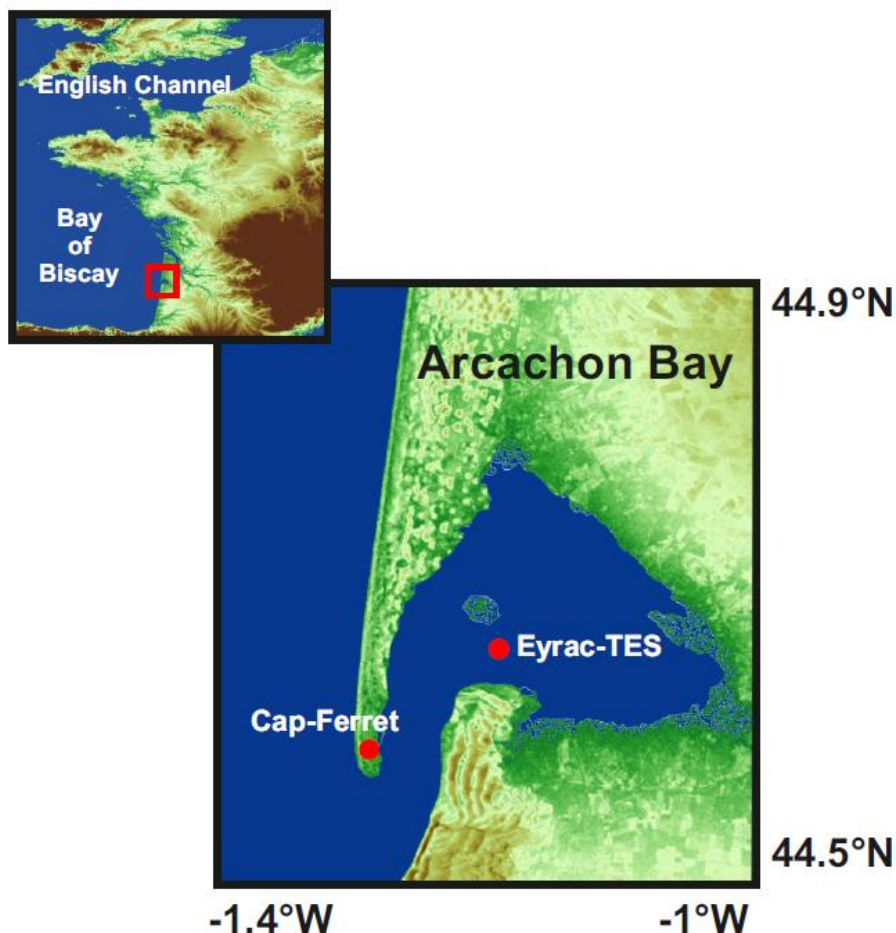 English Channel
Bay
of
Biscay
44.9°N
Arcachon Bay
Eyrac-TES
Cap-Ferret
44.5°N
-1.4°W
-1°W